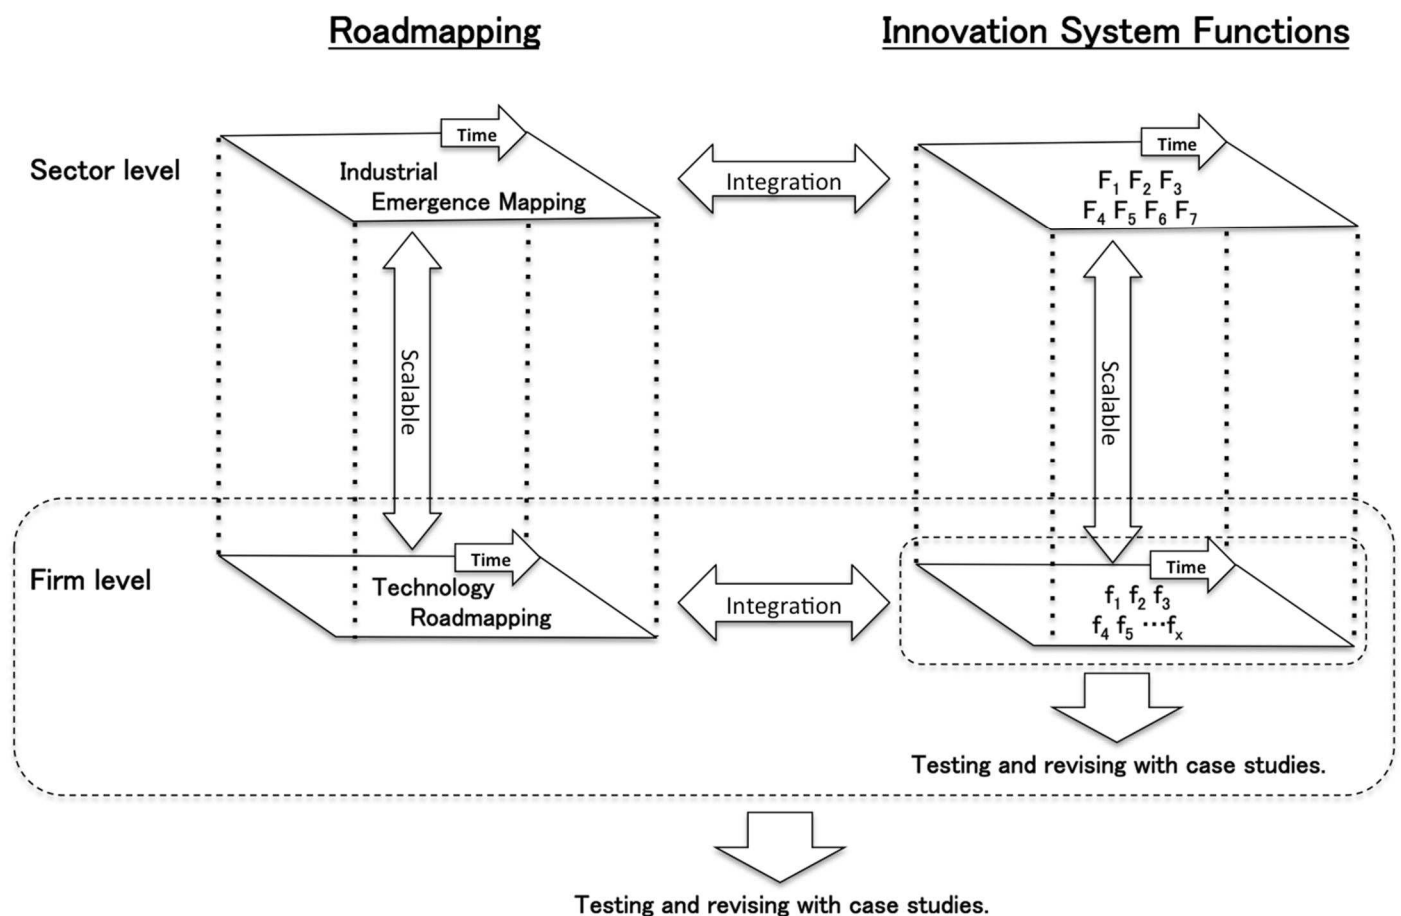 Roadmapping
Innovation System Functions
Sector level
Time
Industrial
Emergence Mapping
Integration
Time
F₁ F₂ F₃
F₄ F₅ F₆ F₇
Scalable
Scalable
Firm level
Time
Technology
Roadmapping
Integration
Time
f₁ f₂ f₃
f₄ f₅ ⋯fₓ
Testing and revising with case studies.
Testing and revising with case studies.